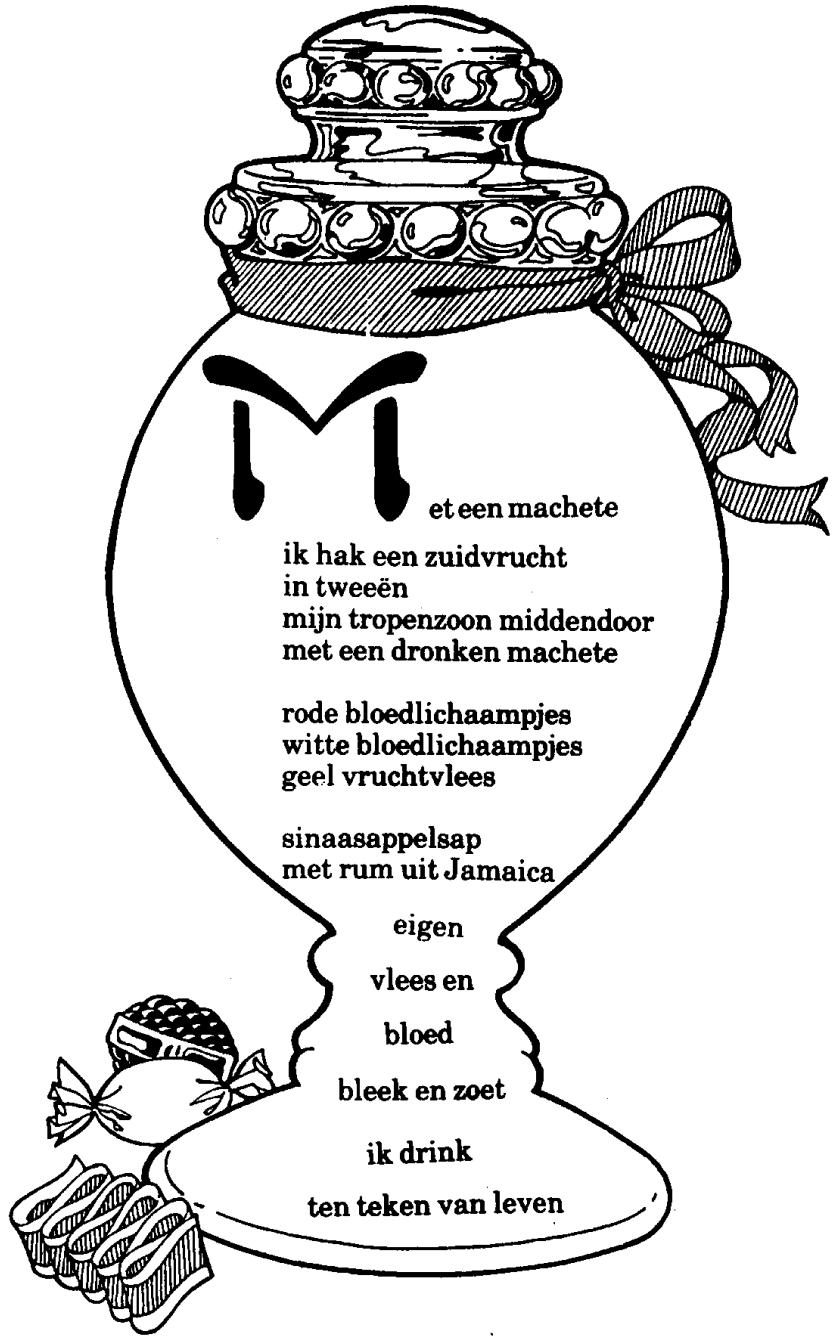 Met een machete
ik hak een zuidvrucht
in tweeën
mijn tropenzoon middendoor
met een dronken machete
rode bloedlichaampjes
witte bloedlichaampjes
geel vruchtvlees
sinaasappelsap
met rum uit Jamaica
eigen
vlees en
bloed
bleek en zoet
ik drink
ten teken van leven